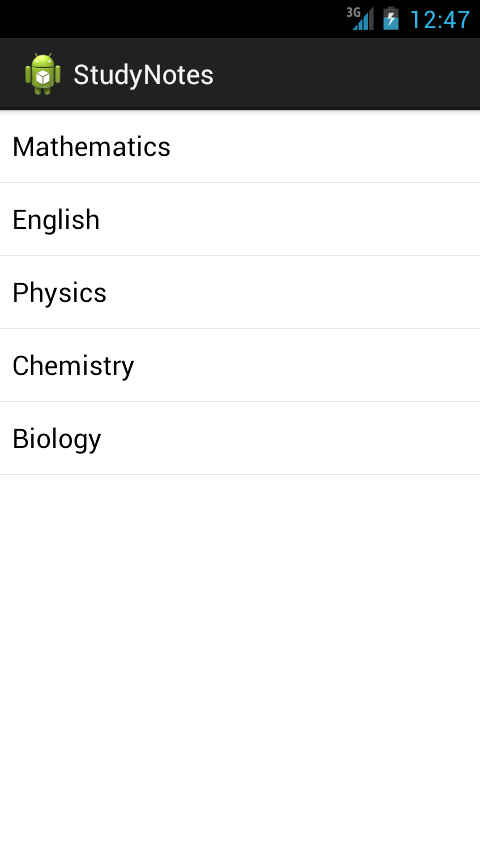 3G 12:47
StudyNotes
Mathematics
English
Physics
Chemistry
Biology